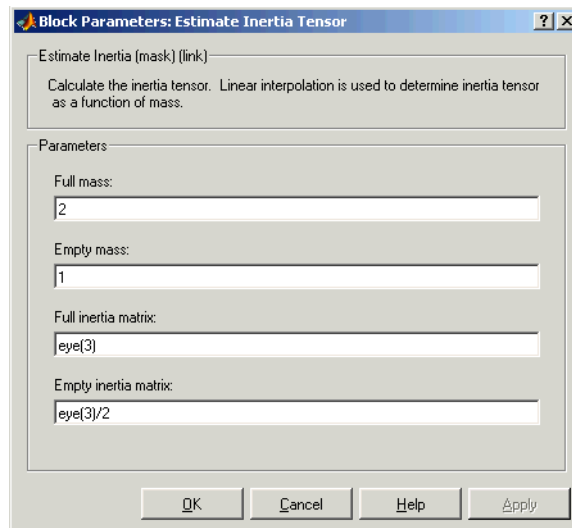 Block Parameters: Estimate Inertia Tensor
Estimate Inertia (mask) (link)
Calculate the inertia tensor. Linear interpolation is used to determine inertia tensor
as a function of mass.
Parameters
Full mass:
2
Empty mass:
1
Full inertia matrix:
eye(3)
Empty inertia matrix:
eye(3)/2
OK Cancel Help Apply